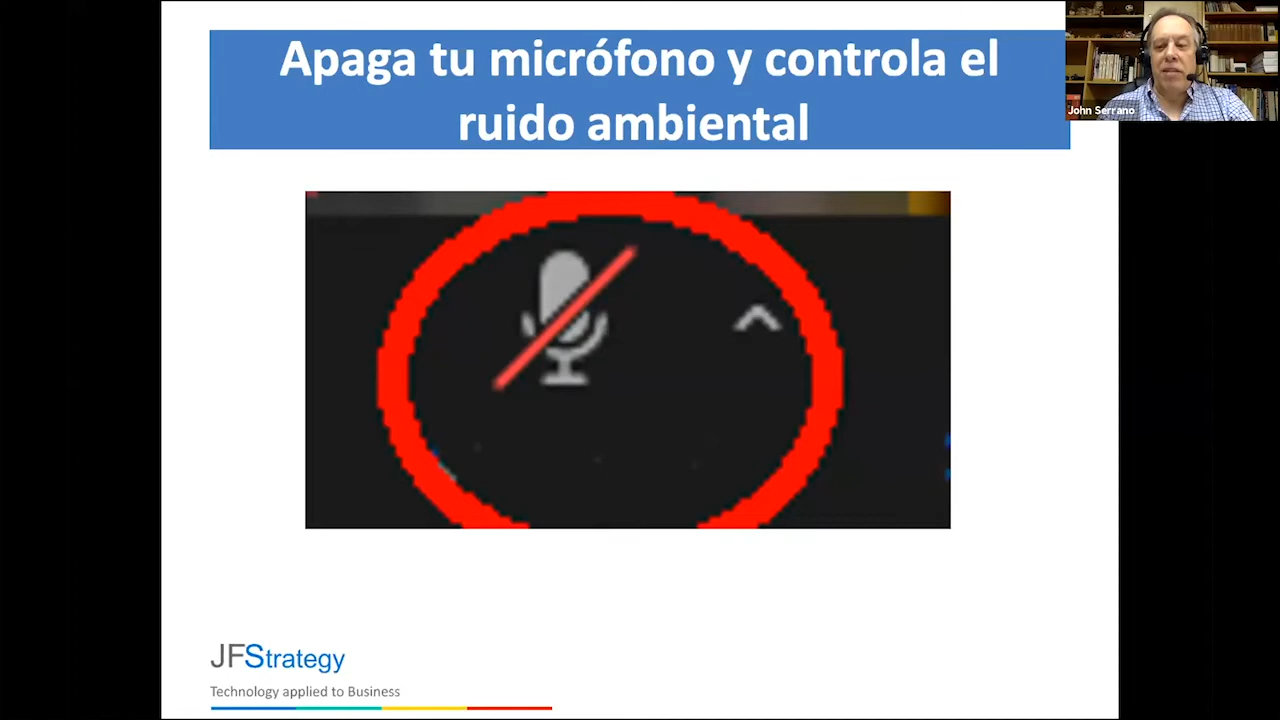 Apaga tu micrófono y controla el
ruido ambiental
John Serrano
JFStrategy
Technology applied to Business